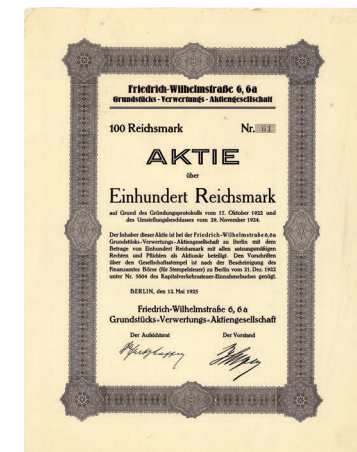 Friedrich-Wilhelmstraße 6, 6a
Grundstücks-Verwertungs-Aktiengesellschaft
100 Reichsmark Nr. 61
AKTIE
über
Einhundert Reichsmark
auf Grund des Gründungsprotokolls vom 17. Oktober 1922 und
des Umstellungsbeschlusses vom 29. November 1924.
Der Inhaber dieser Aktie ist bei der Friedrich-Wilhelmstraße 6, 6a
Grundstücks-Verwertungs-Aktiengesellschaft zu Berlin mit dem
Betrage von Einhundert Reichsmark mit allen satzungsmäßigen
Rechten und Pflichten als Aktionär beteiligt. Den Vorschriften
über den Gesellschaftstempel ist nach der Bescheinigung des
Finanzamtes Börse (für Stempelsteuer) zu Berlin vom 21. Dez. 1922
unter Nr. 5804 des Kapitalverkehrssteuer-Einnahmebuches genügt.
BERLIN, den 12. Mai 1925
Friedrich-Wilhelmstraße 6, 6a
Grundstücks-Verwertungs-Aktiengesellschaft
Der Aufsichtsrat Der Vorstand